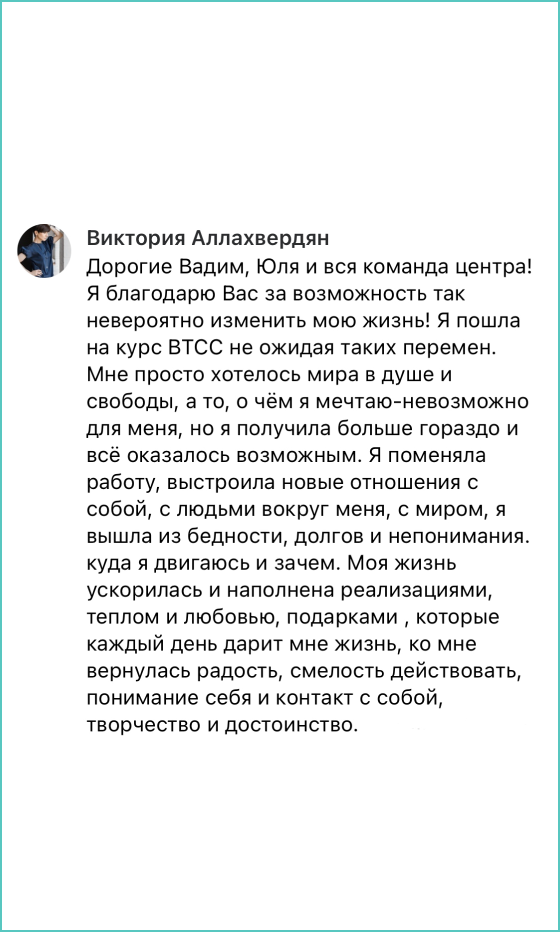 Виктория Аллахвердян
Дорогие Вадим, Юля и вся команда центра!
Я благодарю Вас за возможность так
невероятно изменить мою жизнь! Я пошла
на курс ВТСС не ожидая таких перемен.
Мне просто хотелось мира в душе и
свободы, а то, о чём я мечтаю-невозможно
для меня, но я получила больше гораздо и
всё оказалось возможным. Я поменяла
работу, выстроила новые отношения с
собой, с людьми вокруг меня, с миром, я
вышла из бедности, долгов и непонимания.
куда я двигаюсь и зачем. Моя жизнь
ускорилась и наполнена реализациями,
теплом и любовью, подарками , которые
каждый день дарит мне жизнь, ко мне
вернулась радость, смелость действовать,
понимание себя и контакт с собой,
творчество и достоинство.